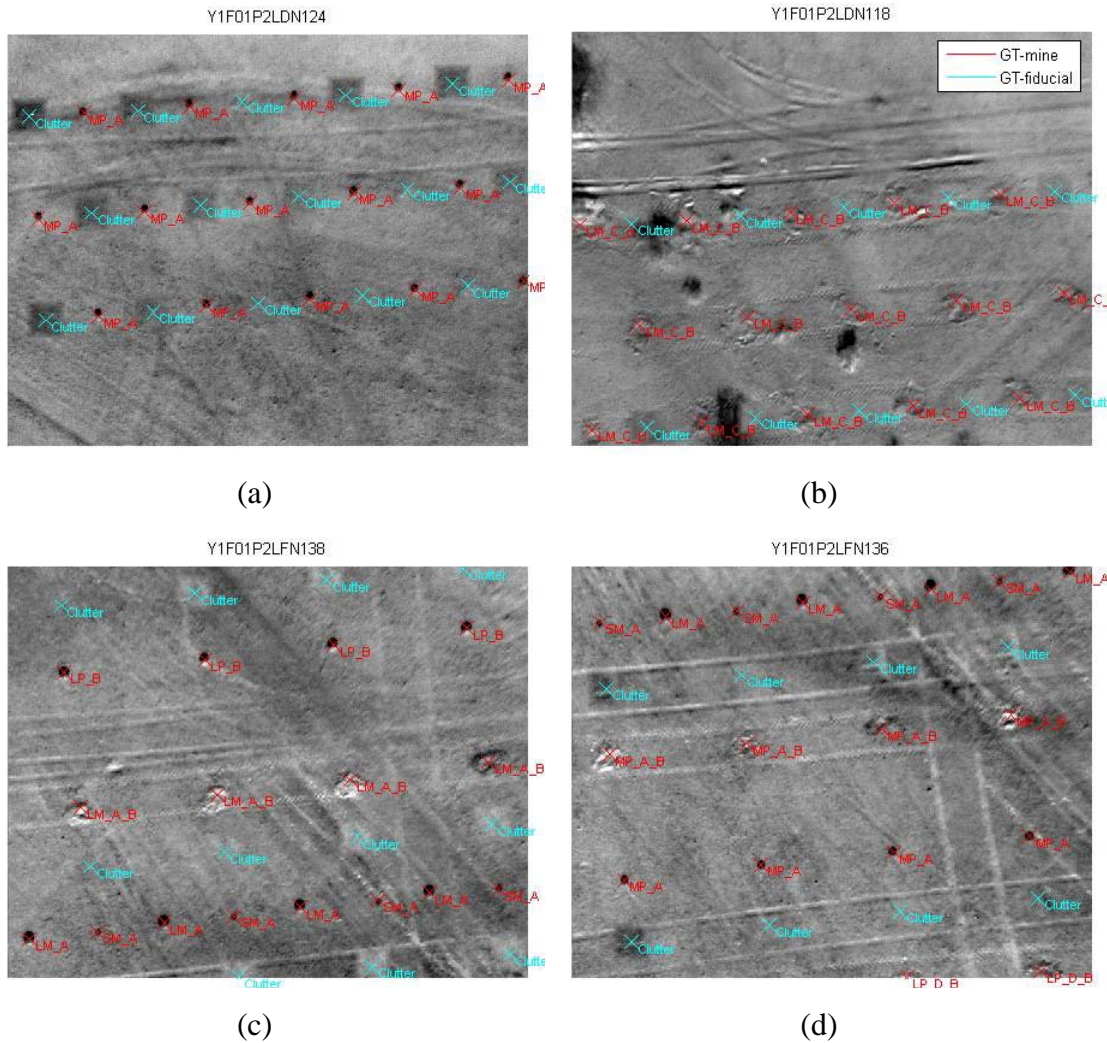 Y1F01P2LDN124
Clutter MP_A Clutter MP_A Clutter MP_A Clutter MP_A Clutter MP_A
MP_A Clutter MP_A Clutter MP_A Clutter MP_A Clutter MP_A Clutter
Clutter MP_A Clutter MP_A Clutter MP_A Clutter MP_A Clutter MP
(a)
Y1F01P2LDN118
GT-mine
GT-fiducial
LM_C_B Clutter LM_C_B Clutter LM_C_B Clutter LM_C_B Clutter LM_C_B Clutter
LM_C_B LM_C_B LM_C_B LM_C_B LM_C_
LM_C_B Clutter LM_C_B Clutter LM_C_B Clutter LM_C_B Clutter LM_C_B Clutt
(b)
Y1F01P2LFN138
Clutter Clutter Clutter Clutter
LP_B LP_B LP_B LP_B
LM_A_B LM_A_B LM_A_B LM_A_B
Clutter Clutter Clutter Clutter
LM_A SM_A LM_A SM_A LM_A SM_A LM_A SM_A
Clutter Clutter Clutter
(c)
Y1F01P2LFN136
SM_A LM_A SM_A LM_A SM_A LM_A SM_A LM_A
Clutter Clutter Clutter Clutter
MP_A_B MP_A_B MP_A_B MP_A_B
MP_A MP_A MP_A MP_A
Clutter Clutter Clutter Clutter
LP_D_B LP_D_B
(d)